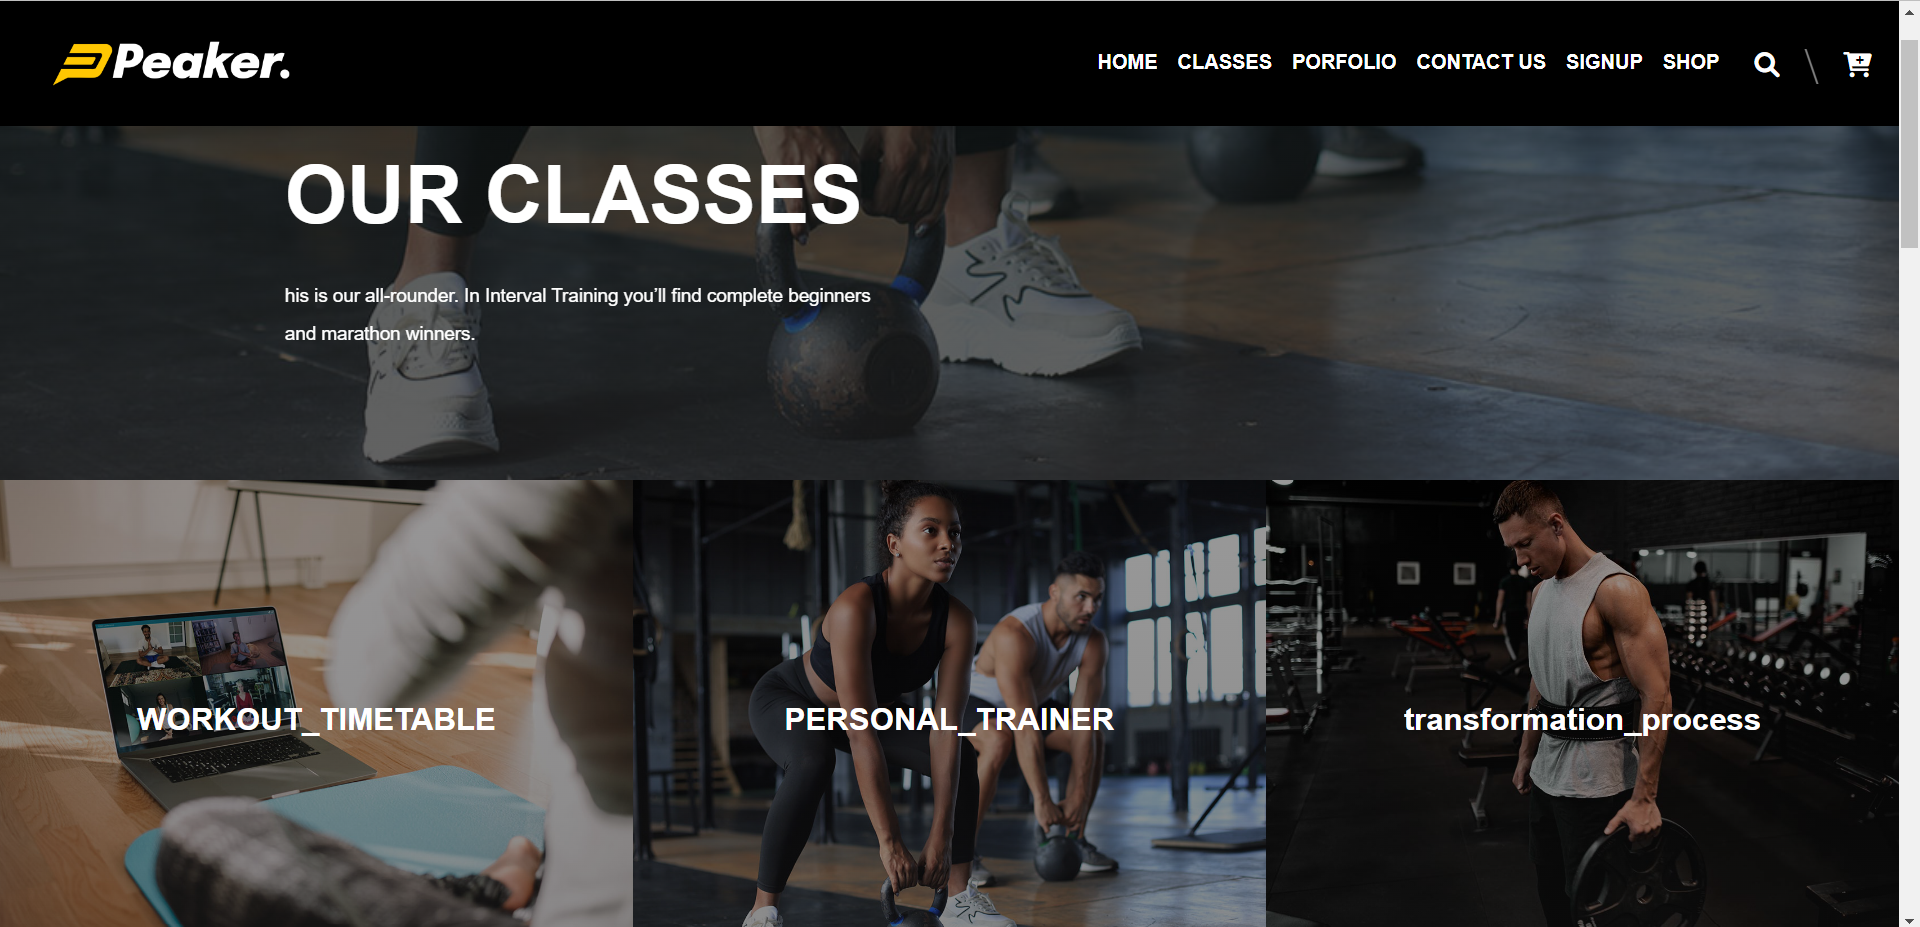 Peaker.
HOME CLASSES PORFOLIO CONTACT US SIGNUP SHOP
OUR CLASSES
his is our all-rounder. In Interval Training you’ll find complete beginners
and marathon winners.
WORKOUT_TIMETABLE
PERSONAL_TRAINER
transformation_process